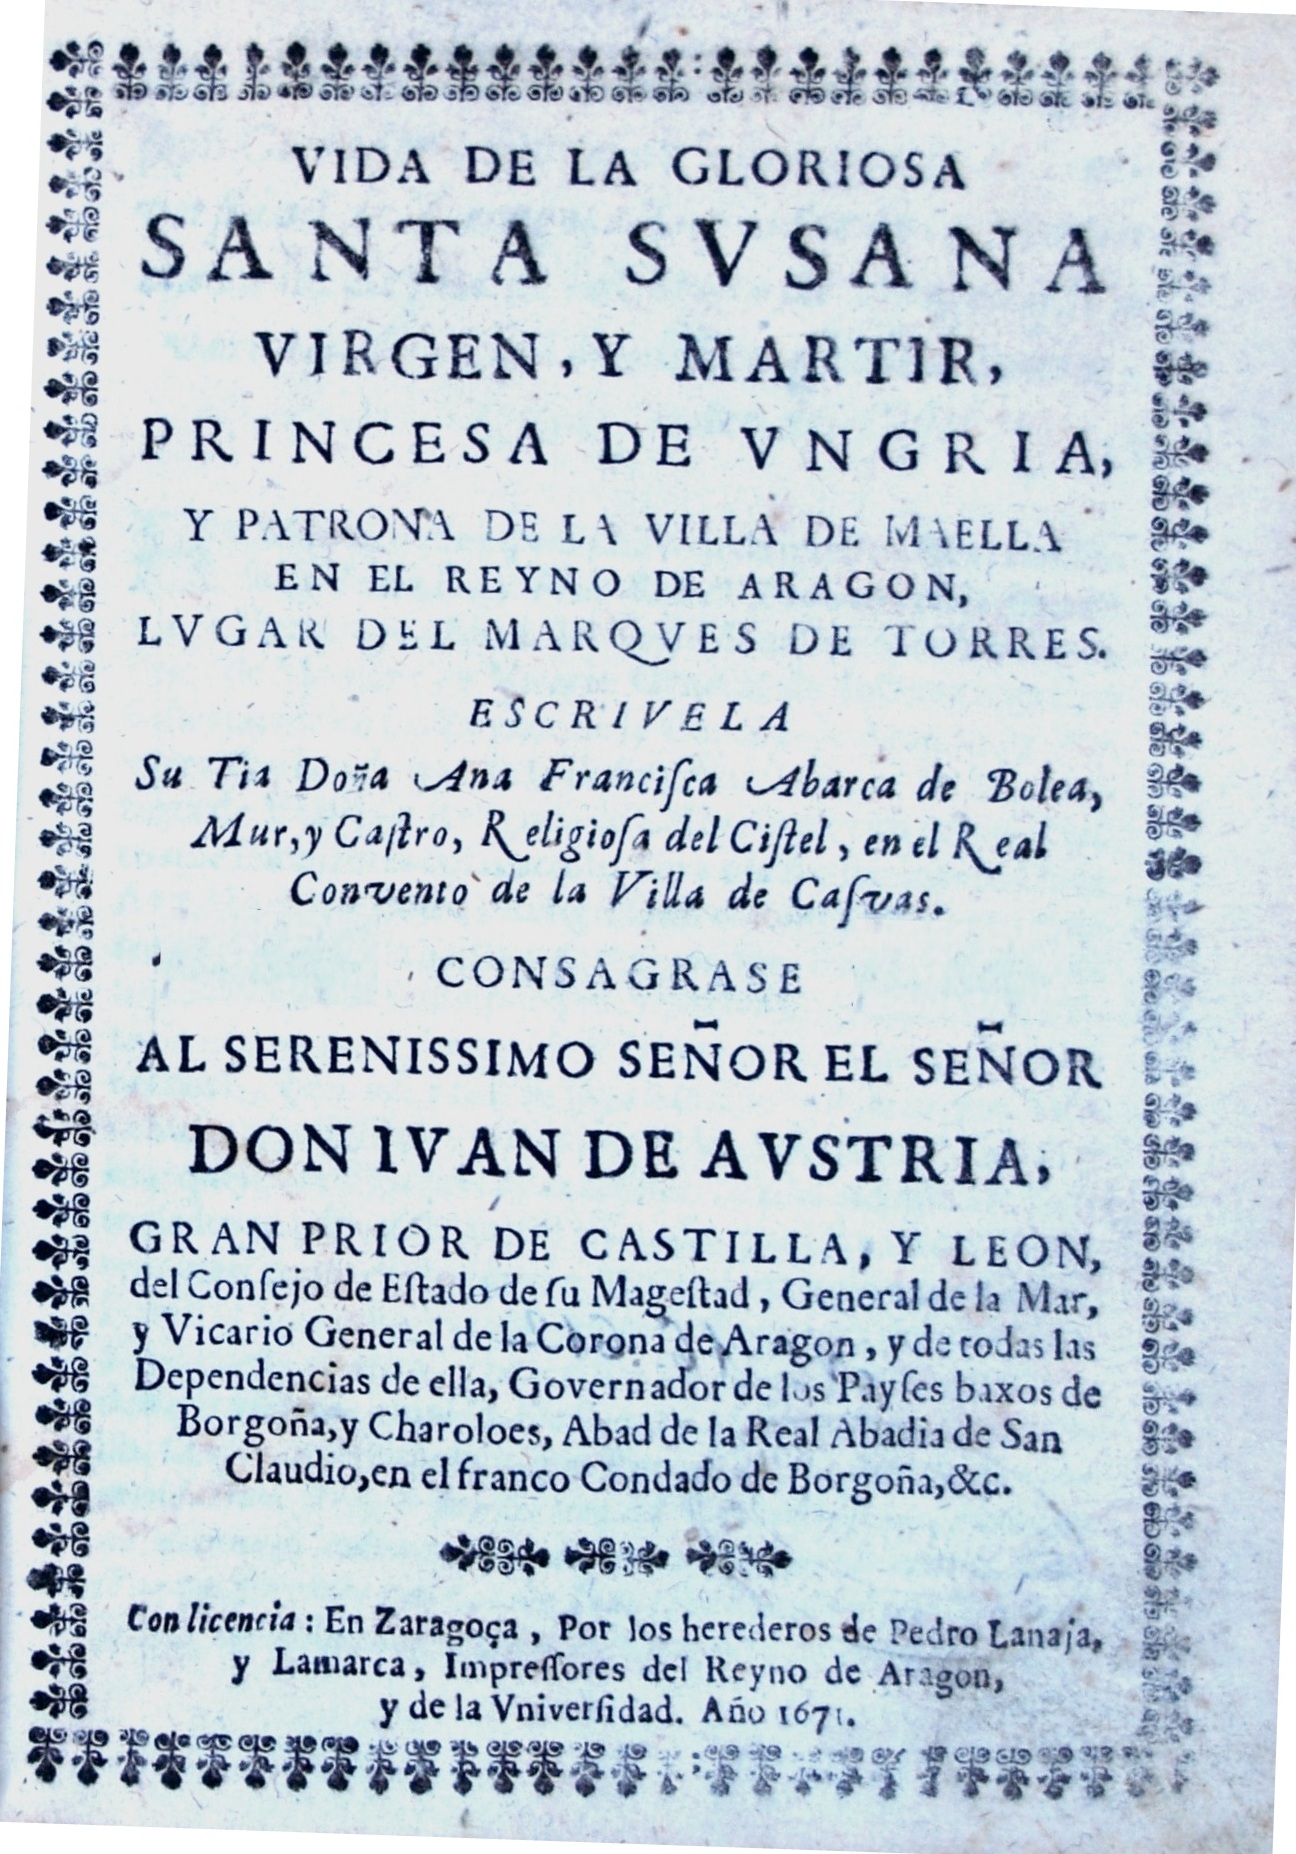 VIDA DE LA GLORIOSA
SANTA SVSANA
VIRGEN, Y MARTIR,
PRINCESA DE VNGRIA,
Y PATRONA DE LA VILLA DE MAELLA
EN EL REYNO DE ARAGON,
LVGAR DEL MARQVES DE TORRES.
ESCRIVELA
Su Tia Doña Ana Franciſca Abarca de Bolea,
Mur, y Caſtro, Religioſa del Ciſtel, en el Real
Convento de la Villa de Caſvas.
CONSAGRASE
AL SERENISSIMO SEÑOR EL SEÑOR
DON IVAN DE AVSTRIA,
GRAN PRIOR DE CASTILLA, Y LEON,
del Conſejo de Eſtado de ſu Mageſtad, General de la Mar,
y Vicario General de la Corona de Aragon, y de todas las
Dependencias de ella, Governador de los Payſes baxos de
Borgoña, y Charoloes, Abad de la Real Abadia de San
Claudio, en el franco Condado de Borgoña, &c.
Con licencia: En Zaragoça, Por los herederos de Pedro Lanaja,
y Lamarca, Impreſſores del Reyno de Aragon,
y de la Vniverſidad. Año 1671.